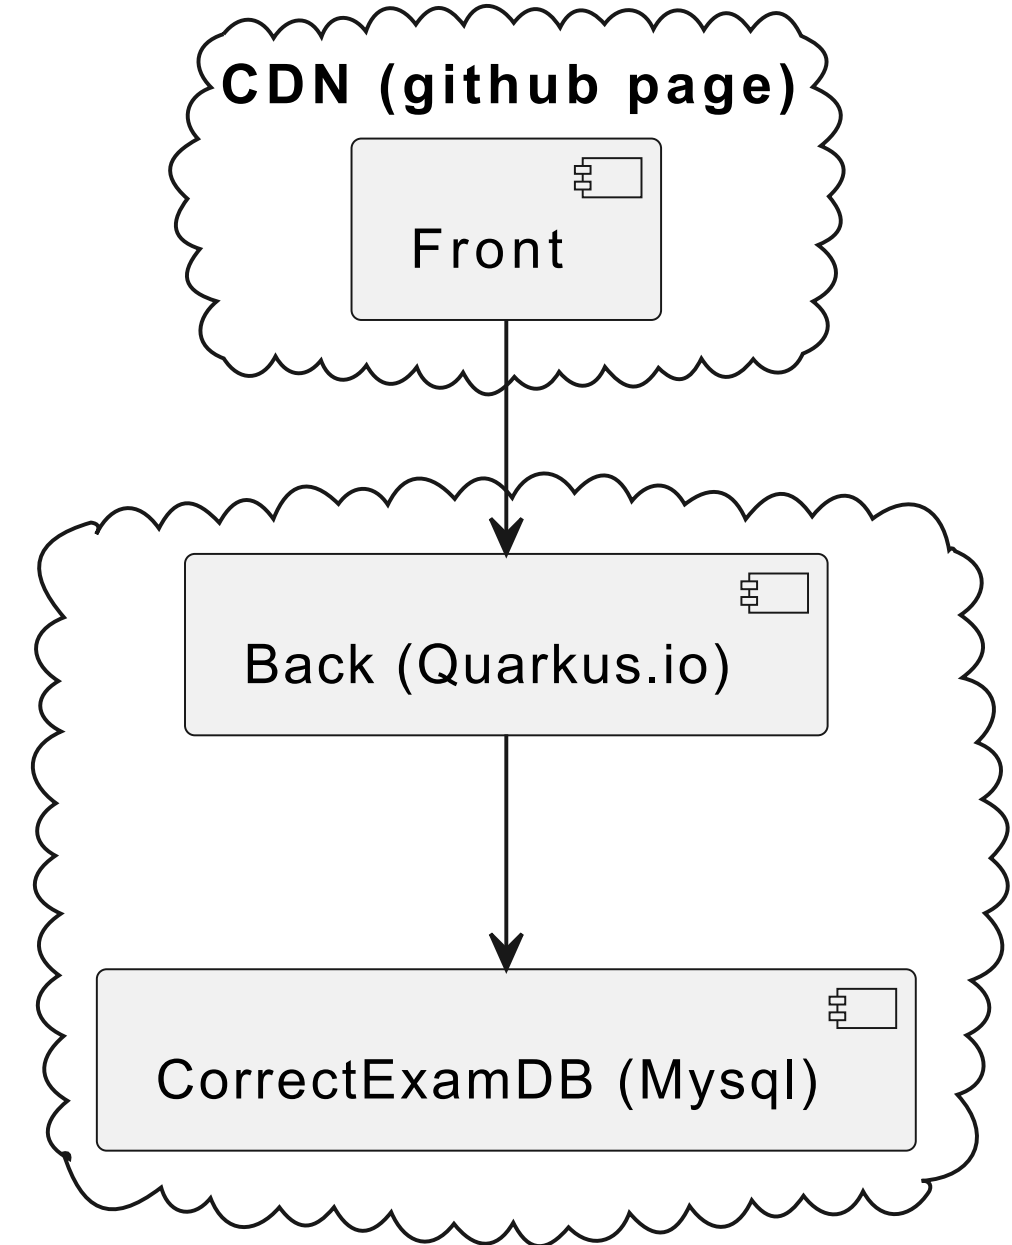 CDN (github page)
Front
Back (Quarkus.io)
CorrectExamDB (Mysql)